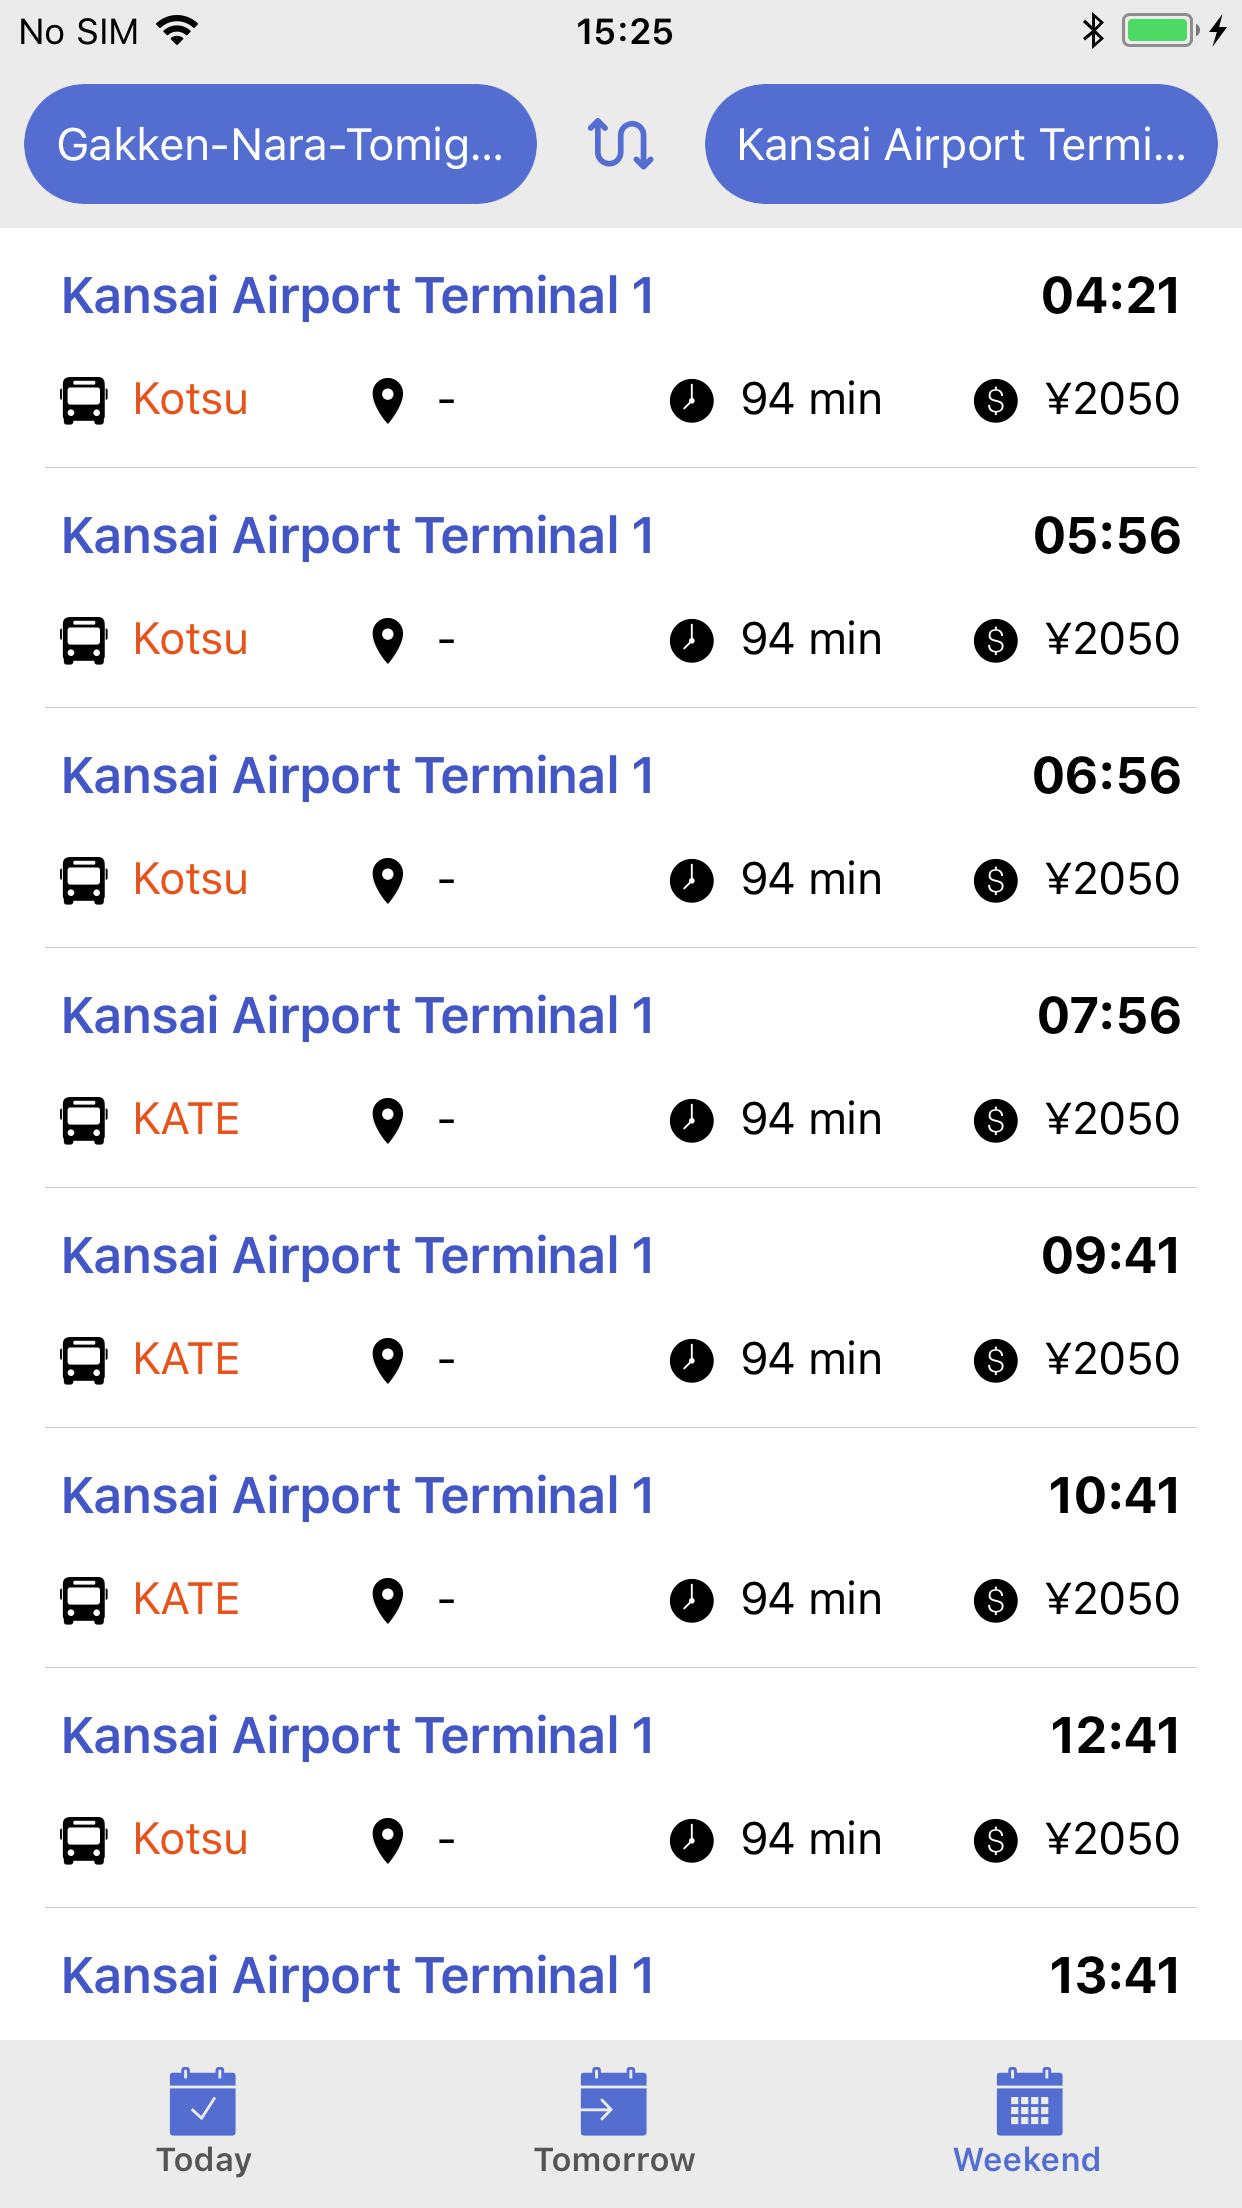 No SIM 15:25
Gakken-Nara-Tomig... Kansai Airport Termi...
Kansai Airport Terminal 1 04:21
Kotsu - 94 min ¥2050
Kansai Airport Terminal 1 05:56
Kotsu - 94 min ¥2050
Kansai Airport Terminal 1 06:56
Kotsu - 94 min ¥2050
Kansai Airport Terminal 1 07:56
KATE - 94 min ¥2050
Kansai Airport Terminal 1 09:41
KATE - 94 min ¥2050
Kansai Airport Terminal 1 10:41
KATE - 94 min ¥2050
Kansai Airport Terminal 1 12:41
Kotsu - 94 min ¥2050
Kansai Airport Terminal 1 13:41
Today Tomorrow Weekend